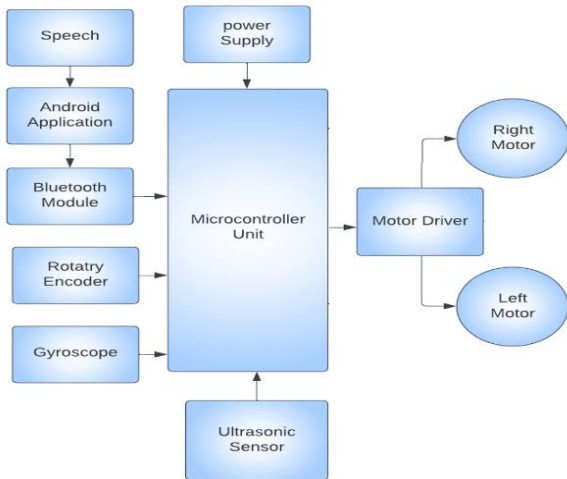 Speech
power
Supply
Android
Application
Right
Motor
Bluetooth
Module
Microcontroller
Unit
Motor Driver
Rotatry
Encoder
Left
Motor
Gyroscope
Ultrasonic
Sensor